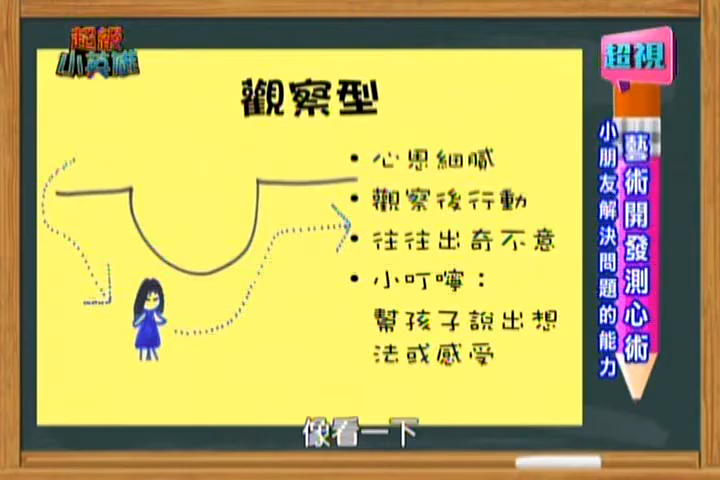 超級
小英雄
超視
觀察型
• 心思細膩
• 觀察後行動
• 往往出奇不意
• 小叮嚀：
幫孩子說出想
法或感受
藝術開發測心術
小朋友解決問題的能力
像看一下